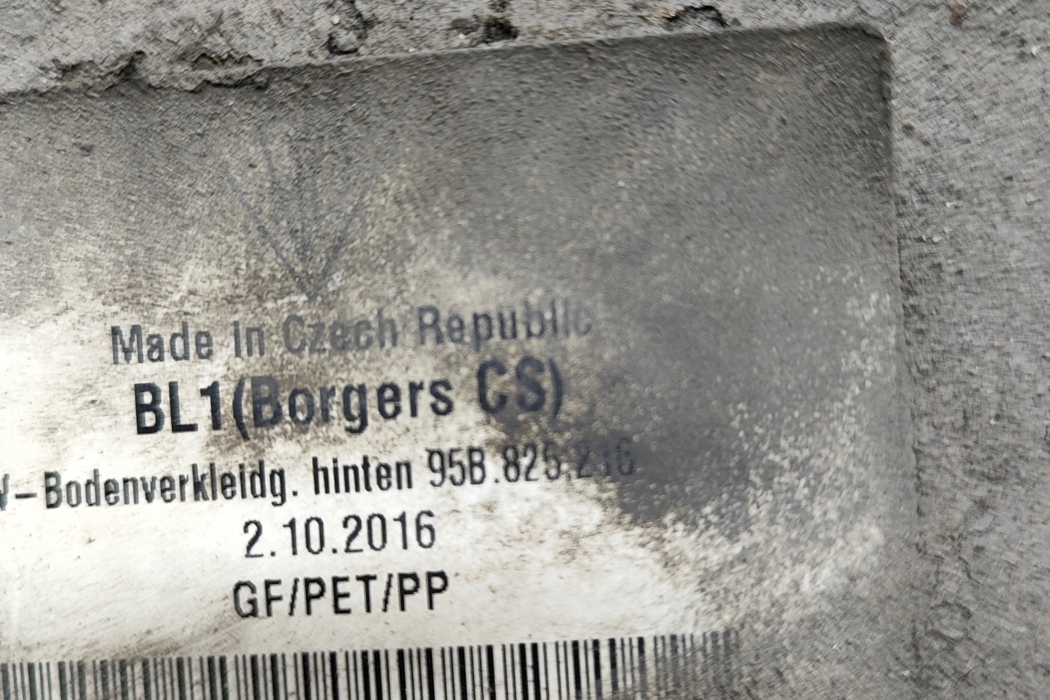 Made in Czech Republic
BL1(Borgers CS)
-Bodenverkleidg. hinten 95B.825.216
2.10.2016
GF/PET/PP